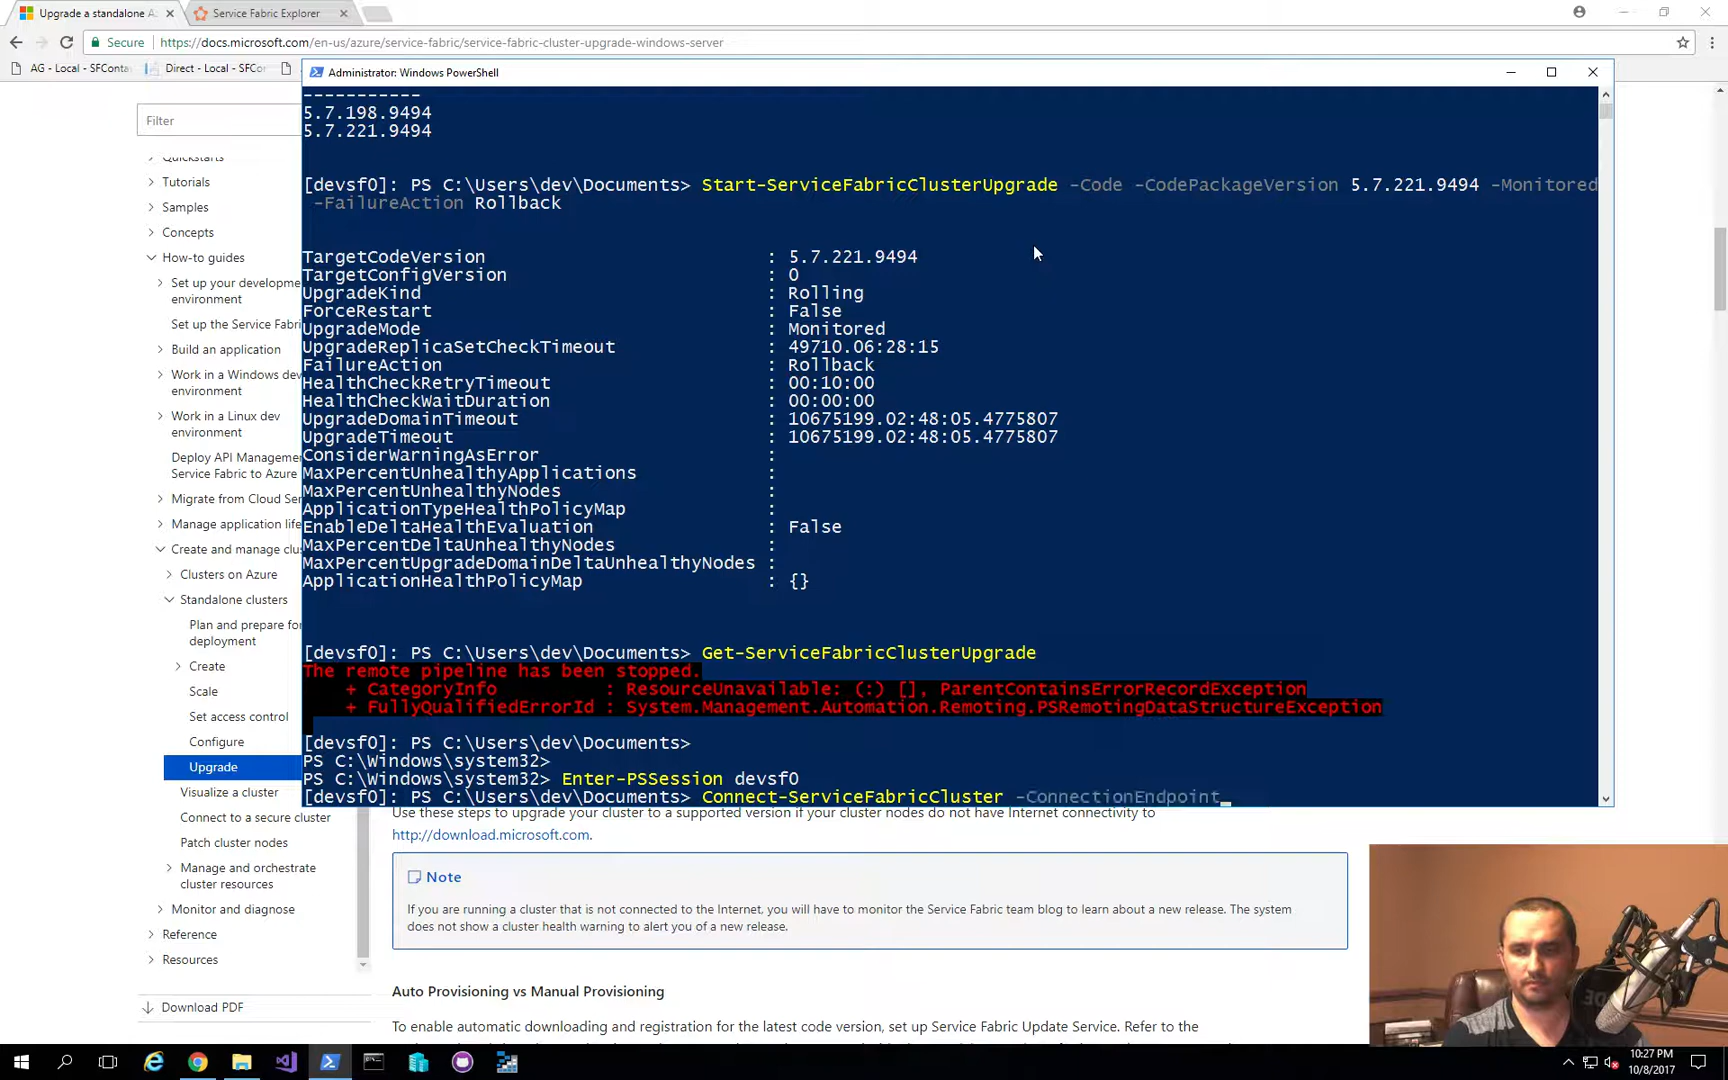 Upgrade a standalone A
Service Fabric Explorer
Secure
https://docs.microsoft.com/en-us/azure/service-fabric/service-fabric-cluster-upgrade-windows-server
AG - Local - SFConta
Direct - Local - SFCor
Administrator: Windows PowerShell
Filter
Quickstarts
Tutorials
Samples
Concepts
How-to guides
Set up your developme
environment
Set up the Service Fabri
Build an application
Work in a Windows dev
environment
Work in a Linux dev
environment
Deploy API Manageme
Service Fabric to Azure
Migrate from Cloud Ser
Manage application life
Create and manage clu
Clusters on Azure
Standalone clusters
Plan and prepare for
deployment
Create
Scale
Set access control
Configure
Upgrade
Visualize a cluster
Connect to a secure cluster
Patch cluster nodes
Manage and orchestrate
cluster resources
Monitor and diagnose
Reference
Resources
Download PDF
-----------
5.7.198.9494
5.7.221.9494
[devsf0]: PS C:\Users\dev\Documents> Start-ServiceFabricClusterUpgrade -Code -CodePackageVersion 5.7.221.9494 -Monitored
-FailureAction Rollback
TargetCodeVersion : 5.7.221.9494
TargetConfigVersion : 0
UpgradeKind : Rolling
ForceRestart : False
UpgradeMode : Monitored
UpgradeReplicaSetCheckTimeout : 49710.06:28:15
FailureAction : Rollback
HealthCheckRetryTimeout : 00:10:00
HealthCheckWaitDuration : 00:00:00
UpgradeDomainTimeout : 10675199.02:48:05.4775807
UpgradeTimeout : 10675199.02:48:05.4775807
ConsiderWarningAsError :
MaxPercentUnhealthyApplications :
MaxPercentUnhealthyNodes :
ApplicationTypeHealthPolicyMap :
EnableDeltaHealthEvaluation : False
MaxPercentDeltaUnhealthyNodes :
MaxPercentUpgradeDomainDeltaUnhealthyNodes :
ApplicationHealthPolicyMap : {}
[devsf0]: PS C:\Users\dev\Documents> Get-ServiceFabricClusterUpgrade
The remote pipeline has been stopped.
+ CategoryInfo : ResourceUnavailable: (:) [], ParentContainsErrorRecordException
+ FullyQualifiedErrorId : System.Management.Automation.Remoting.PSRemotingDataStructureException
[devsf0]: PS C:\Users\dev\Documents>
PS C:\Windows\system32>
PS C:\Windows\system32> Enter-PSSession devsf0
[devsf0]: PS C:\Users\dev\Documents> Connect-ServiceFabricCluster -ConnectionEndpoint_
Use these steps to upgrade your cluster to a supported version if your cluster nodes do not have Internet connectivity to
http://download.microsoft.com.
Note
If you are running a cluster that is not connected to the Internet, you will have to monitor the Service Fabric team blog to learn about a new release. The system
does not show a cluster health warning to alert you of a new release.
Auto Provisioning vs Manual Provisioning
To enable automatic downloading and registration for the latest code version, set up Service Fabric Update Service. Refer to the
10:27 PM
10/8/2017